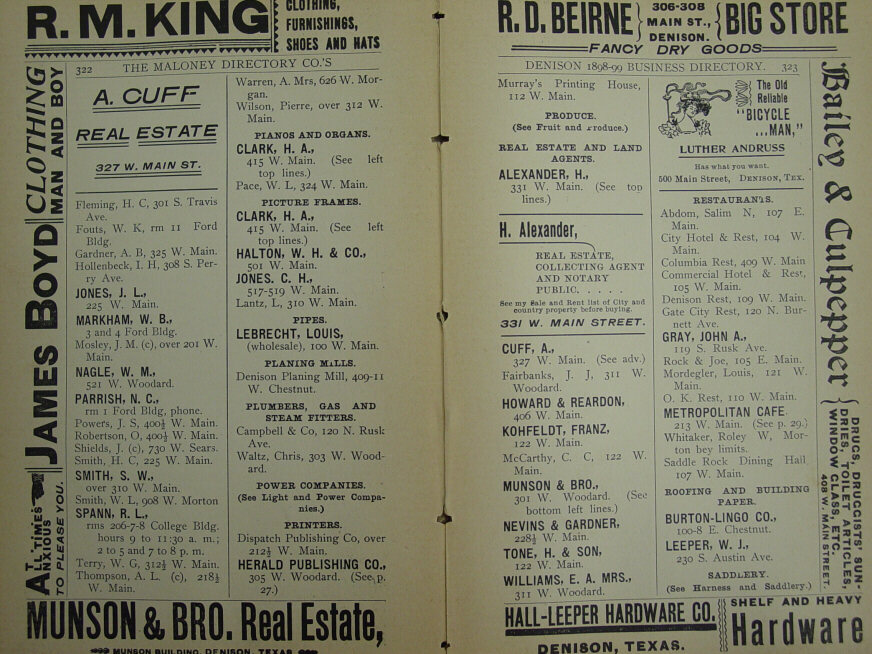 R. M. KING
CLOTHING,
FURNISHINGS,
SHOES AND HATS
322 THE MALONEY DIRECTORY CO.'S
JAMES BOYD CLOTHING MAN AND BOY
AT ALL TIMES ANXIOUS TO PLEASE YOU.
A. CUFF
REAL ESTATE
327 W. MAIN ST.
Fleming, H. C, 301 S. Travis
Ave.
Fouts, W. K, rm 11 Ford
Bldg.
Gardner, A. B, 325 W. Main.
Hollenbeck, I. H, 308 S. Per-
ry Ave.
JONES, J. L.,
225 W. Main.
MARKHAM, W. B.,
3 and 4 Ford Bldg.
Mosley, J. M. (c), over 201 W.
Main.
NAGLE, W. M.,
521 W. Woodard.
PARRISH, N. C.,
rm 1 Ford Bldg, phone.
Powers, J. S, 400½ W. Main.
Robertson, O, 400½ W. Main.
Shields, J. (c), 730 W. Sears.
Smith, H. C, 225 W. Main.
SMITH, S. W.,
over 310 W. Main.
Smith, W. L, 908 W. Morton
SPANN, R. L.,
rms 206-7-8 College Bldg.
hours 9 to 11:30 a. m.;
2 to 5 and 7 to 8 p. m.
Terry, W. G, 312½ W. Main.
Thompson, A. L. (c), 218½
W. Main.
Warren, A. Mrs, 626 W. Mor-
gan.
Wilson, Pierre, over 312 W.
Main.
PIANOS AND ORGANS.
CLARK, H. A.,
415 W. Main. (See left
top lines.)
Pace, W. L, 324 W. Main.
PICTURE FRAMES.
CLARK, H. A.,
415 W. Main. (See left
top lines.)
HALTON, W. H. & CO.,
501 W. Main.
JONES. C. H.,
517-519 W. Main.
Lantz, L, 310 W. Main.
PIPES.
LEBRECHT, LOUIS,
(wholesale), 100 W. Main.
PLANING MILLS.
Denison Planing Mill, 409-11
W. Chestnut.
PLUMBERS, GAS AND
STEAM FITTERS.
Campbell & Co, 120 N. Rusk
Ave.
Waltz, Chris, 303 W. Wood-
ard.
POWER COMPANIES.
(See Light and Power Compa-
nies.)
PRINTERS.
Dispatch Publishing Co, over
212½ W. Main.
HERALD PUBLISHING CO.,
305 W. Woodard. (See p.
27.)
MUNSON & BRO. Real Estate,
MUNSON BUILDING, DENISON, TEXAS
R. D. BEIRNE
306-308
MAIN ST.,
DENISON.
BIG STORE
FANCY DRY GOODS
DENISON 1898-99 BUSINESS DIRECTORY. 323
Murray's Printing House,
112 W. Main.
PRODUCE.
(See Fruit and Produce.)
REAL ESTATE AND LAND
AGENTS.
ALEXANDER, H.,
331 W. Main. (See top
lines.)
H. Alexander,
REAL ESTATE,
COLLECTING AGENT
AND NOTARY
PUBLIC. . . . .
See my Sale and Rent list of City and
country property before buying.
331 W. MAIN STREET.
CUFF, A.,
327 W. Main. (See adv.)
Fairbanks, J. J, 311 W.
Woodard.
HOWARD & REARDON,
406 W. Main.
KOHFELDT, FRANZ,
122 W. Main.
McCarthy, C. C, 122 W.
Main.
MUNSON & BRO.,
301 W. Woodard. (See
bottom left lines.)
NEVINS & GARDNER,
228½ W. Main.
TONE, H. & SON,
122 W. Main.
WILLIAMS, E. A. MRS.,
311 W. Woodard.
The Old
Reliable
"BICYCLE
...MAN,"
LUTHER ANDRUSS
Has what you want.
500 Main Street, DENISON, TEX.
RESTAURANTS.
Abdom, Salim N, 107 E.
Main.
City Hotel & Rest, 104 W.
Main.
Columbia Rest, 409 W. Main
Commercial Hotel & Rest,
105 W. Main.
Denison Rest, 109 W. Main.
Gate City Rest, 120 N. Bur-
nett Ave.
GRAY, JOHN A.,
119 S. Rusk Ave.
Rock & Joe, 105 E. Main.
Mordegler, Louis, 121 W.
Main.
O. K. Rest, 110 W. Main.
METROPOLITAN CAFE.
213 W. Main. (See p. 29.)
Whitaker, Roley W, Mor-
ton bey limits.
Saddle Rock Dining Hall
107 W. Main.
ROOFING AND BUILDING
PAPER.
BURTON-LINGO CO.,
100-8 E. Chestnut.
LEEPER, W. J.,
230 S. Austin Ave.
SADDLERY.
(See Harness and Saddlery.)
Bailey & Culpepper
DRUGS, DRUGGISTS' SUN-
DRIES, TOILET ARTICLES,
WINDOW GLASS, ETC.
408 W. MAIN STREET.
HALL-LEEPER HARDWARE CO.
DENISON, TEXAS.
SHELF AND HEAVY
Hardware